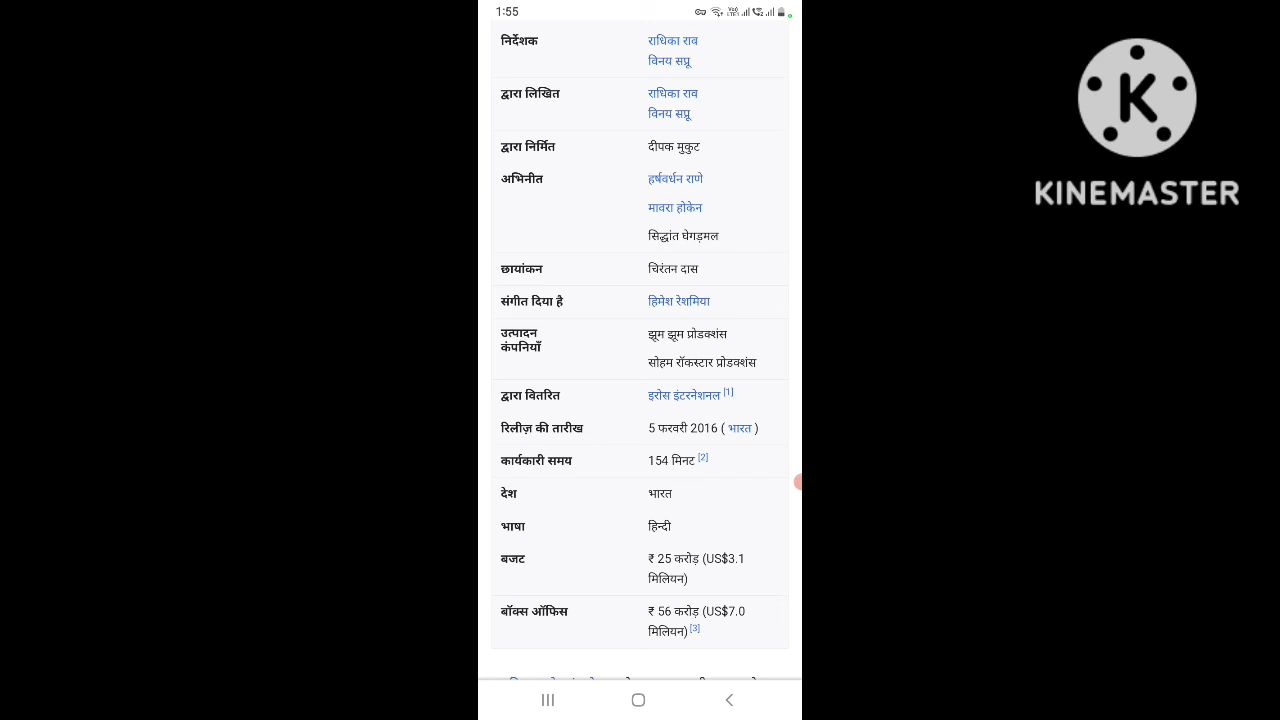 1:55
निर्देशक राधिका राव
विनय सप्रू
द्वारा लिखित राधिका राव
विनय सप्रू
द्वारा निर्मित दीपक मुकुट
अभिनीत हर्षवर्धन राणे
मावरा होकेन
सिद्धांत घेगड़मल
छायांकन चिरंतन दास
संगीत दिया है हिमेश रेशमिया
उत्पादन झूम झूम प्रोडक्शंस
कंपनियाँ
सोहम रॉकस्टार प्रोडक्शंस
द्वारा वितरित इरोस इंटरनेशनल [1]
रिलीज़ की तारीख 5 फरवरी 2016 ( भारत )
कार्यकारी समय 154 मिनट [2]
देश भारत
भाषा हिन्दी
बजट ₹ 25 करोड़ (US$3.1
मिलियन)
बॉक्स ऑफिस ₹ 56 करोड़ (US$7.0
मिलियन) [3]
K
KINEMASTER